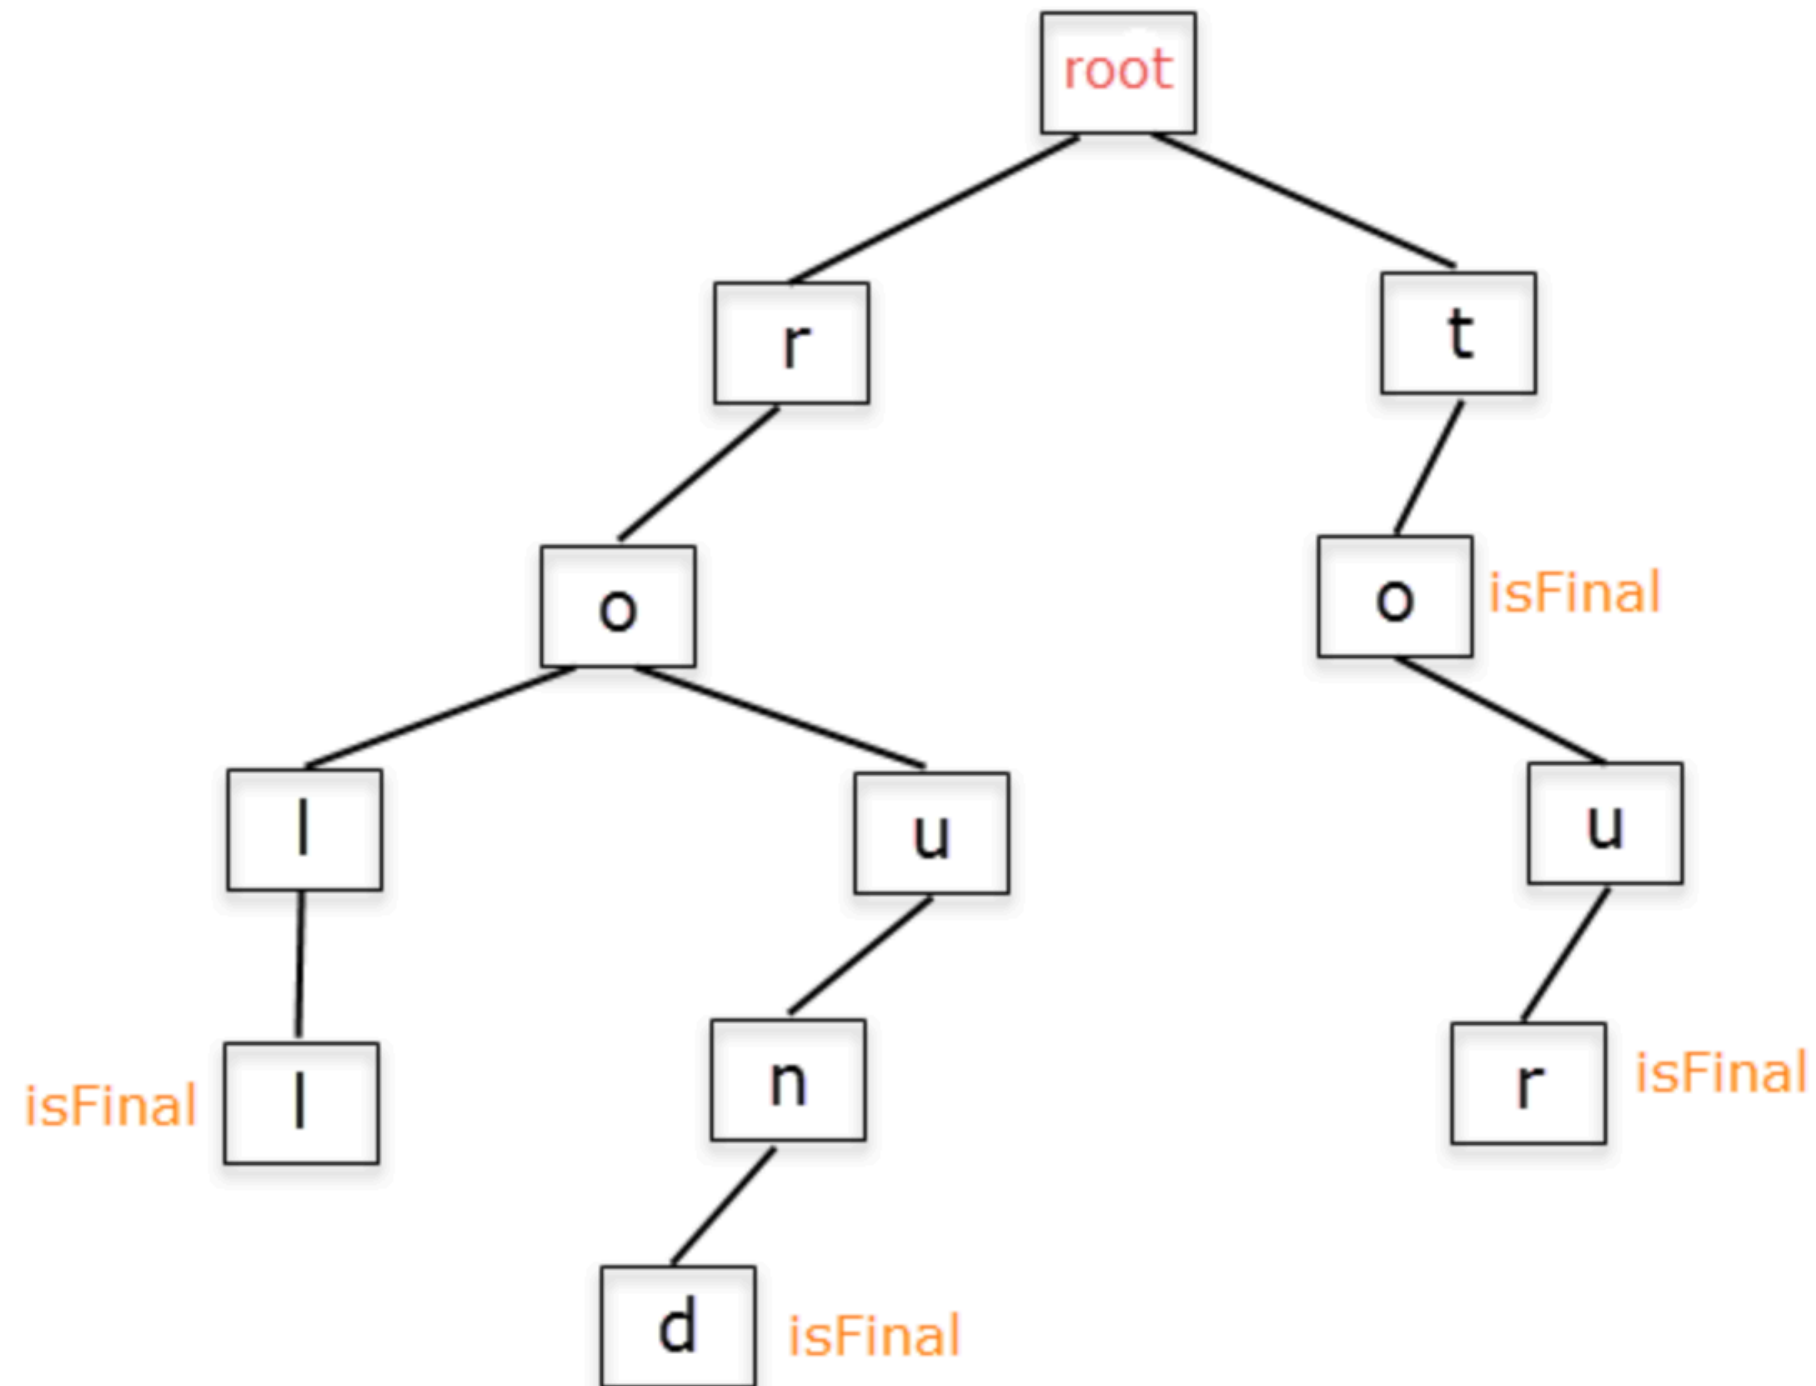 root
r
t
o
o isFinal
l
u
u
isFinal l
n
r isFinal
d isFinal